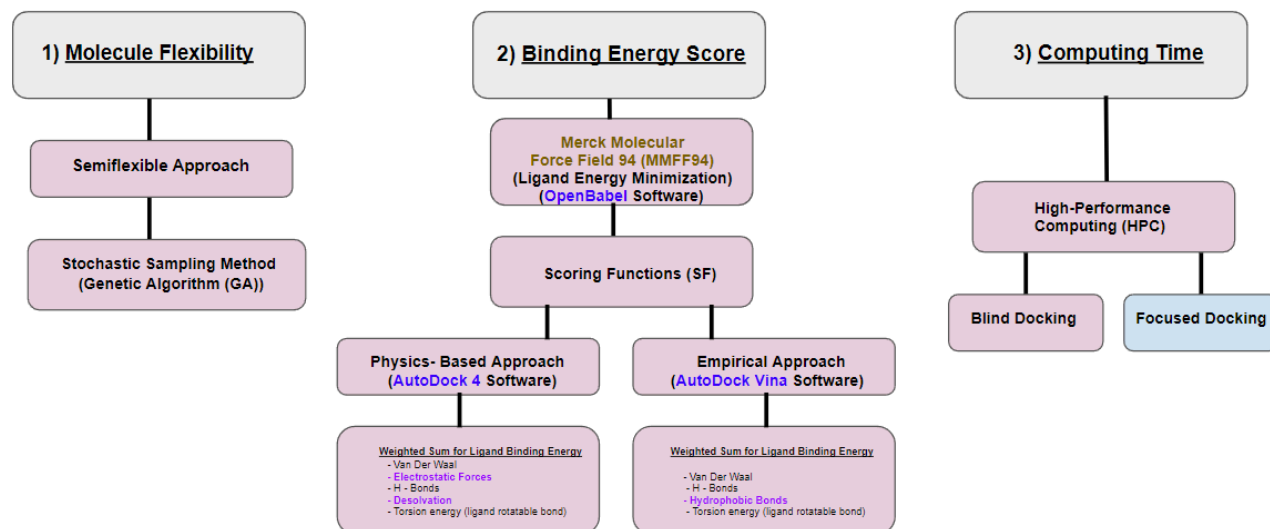 1) Molecule Flexibility
Semiflexible Approach
Stochastic Sampling Method
(Genetic Algorithm (GA))
2) Binding Energy Score
Merck Molecular
Force Field 94 (MMFF94)
(Ligand Energy Minimization)
(OpenBabel Software)
Scoring Functions (SF)
Physics- Based Approach
(AutoDock 4 Software)
Weighted Sum for Ligand Binding Energy
- Van Der Waal
- Electrostatic Forces
- H - Bonds
- Desolvation
- Torsion energy (ligand rotatable bond)
Empirical Approach
(AutoDock Vina Software)
Weighted Sum for Ligand Binding Energy
- Van Der Waal
- H - Bonds
- Hydrophobic Bonds
- Torsion energy (ligand rotatable bond)
3) Computing Time
High-Performance
Computing (HPC)
Blind Docking
Focused Docking